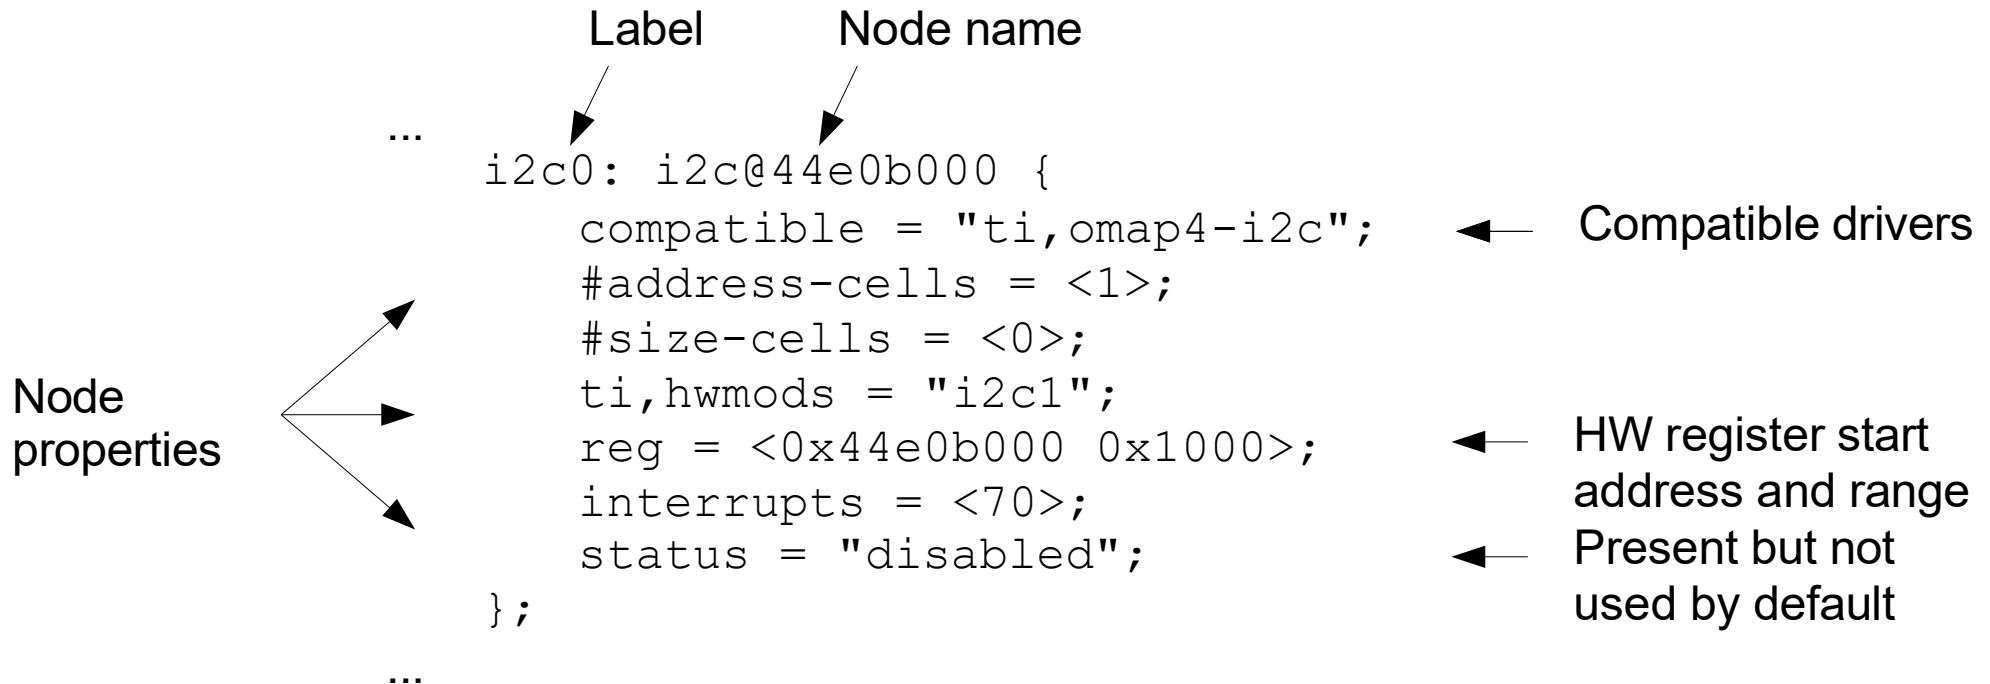 Label Node name
...
i2c0: i2c@44e0b000 {
compatible = "ti,omap4-i2c";
Compatible drivers
#address-cells = <1>;
#size-cells = <0>;
Node
properties
ti,hwmods = "i2c1";
reg = <0x44e0b000 0x1000>;
HW register start
address and range
interrupts = <70>;
status = "disabled";
Present but not
used by default
};
...